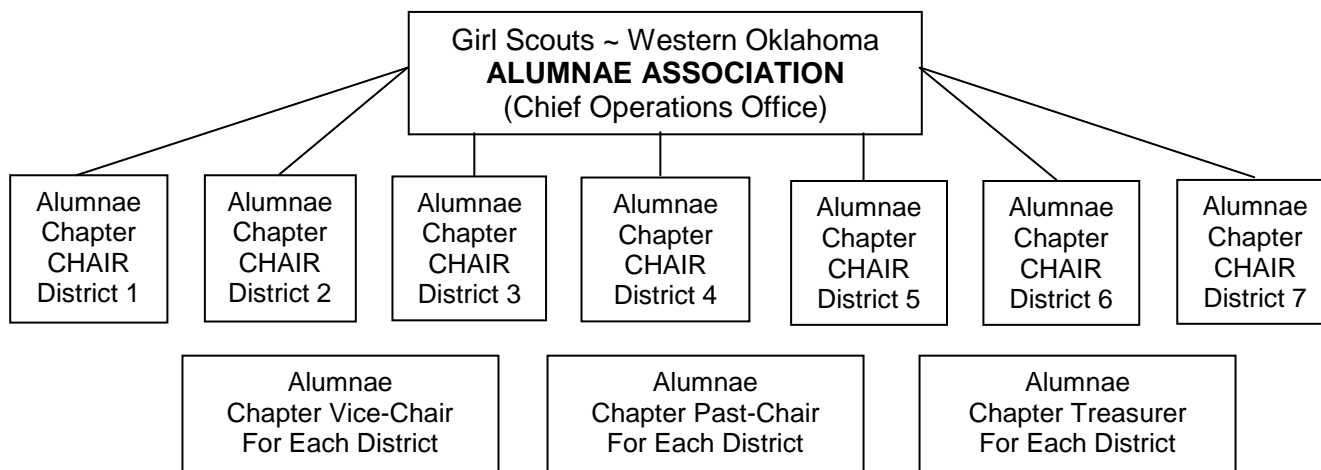 Girl Scouts ~ Western Oklahoma
ALUMNAE ASSOCIATION
(Chief Operations Office)
Alumnae
Chapter
CHAIR
District 1
Alumnae
Chapter
CHAIR
District 2
Alumnae
Chapter
CHAIR
District 3
Alumnae
Chapter
CHAIR
District 4
Alumnae
Chapter
CHAIR
District 5
Alumnae
Chapter
CHAIR
District 6
Alumnae
Chapter
CHAIR
District 7
Alumnae
Chapter Vice-Chair
For Each District
Alumnae
Chapter Past-Chair
For Each District
Alumnae
Chapter Treasurer
For Each District